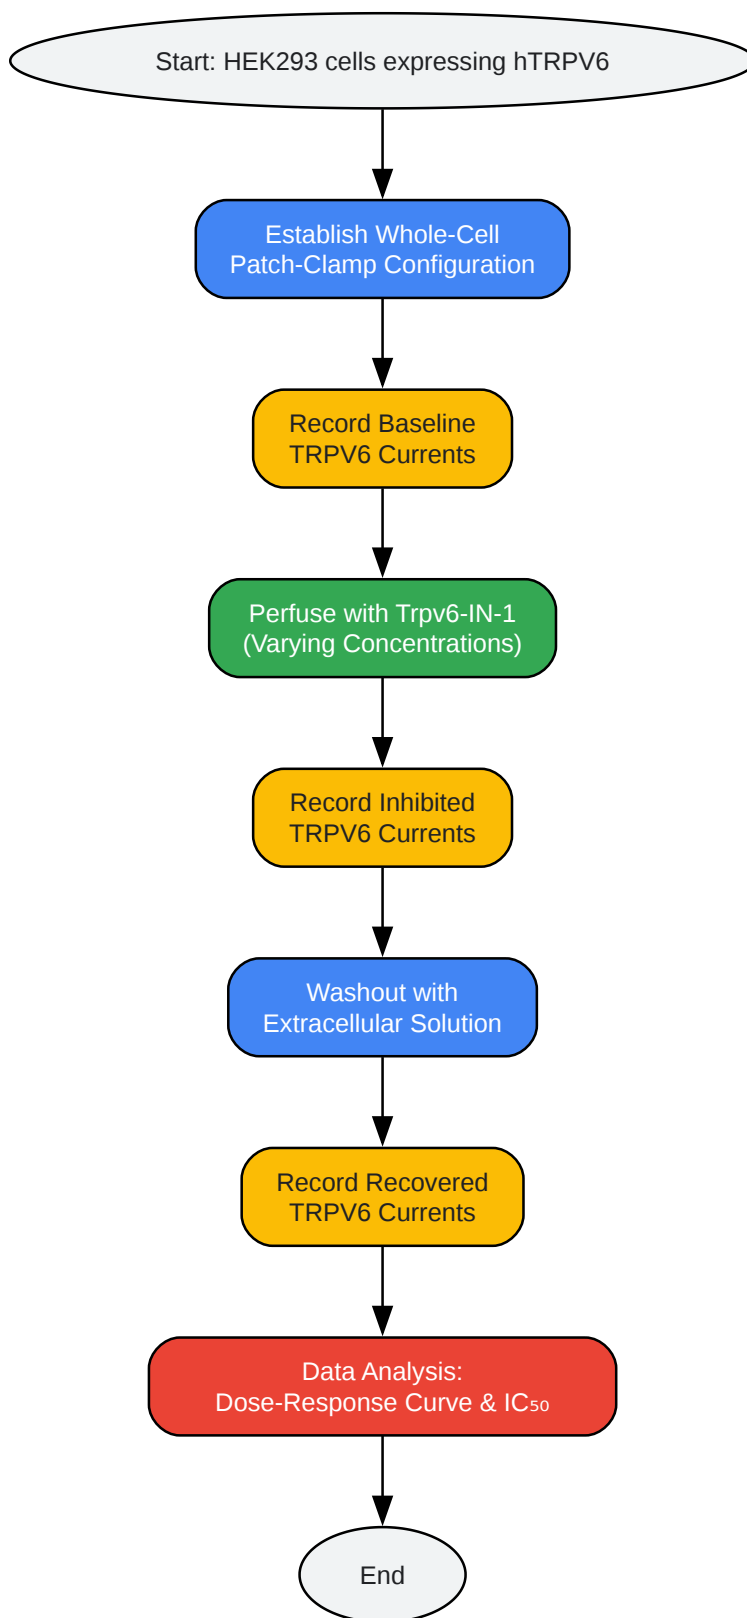 Start: HEK293 cells expressing hTRPV6
Establish Whole-Cell
Patch-Clamp Configuration
Record Baseline
TRPV6 Currents
Perfuse with Trpv6-IN-1
(Varying Concentrations)
Record Inhibited
TRPV6 Currents
Washout with
Extracellular Solution
Record Recovered
TRPV6 Currents
Data Analysis:
Dose-Response Curve & IC₅₀
End